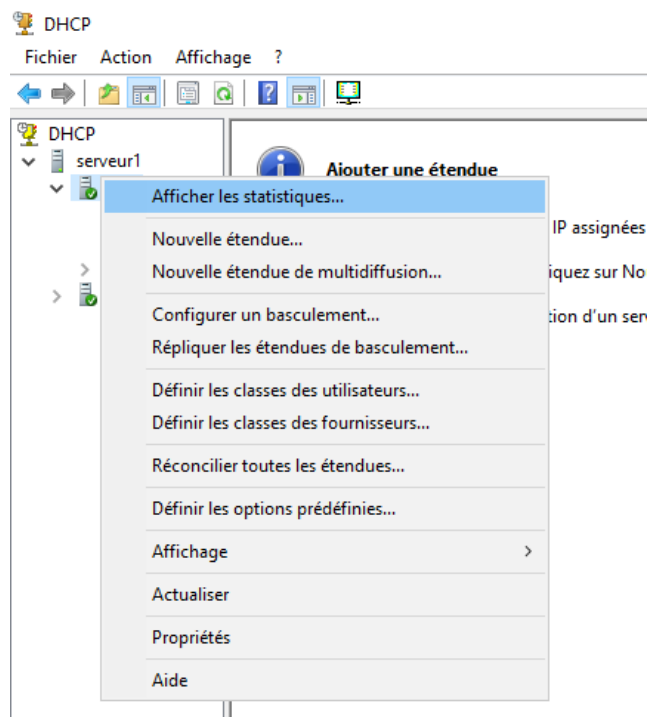 DHCP
Fichier Action Affichage ?
DHCP
serveur1
Ajouter une étendue
Afficher les statistiques...
IP assignées
Nouvelle étendue...
Nouvelle étendue de multidiffusion...
iquez sur No
Configurer un basculement...
tion d'un ser
Répliquer les étendues de basculement...
Définir les classes des utilisateurs...
Définir les classes des fournisseurs...
Réconcilier toutes les étendues...
Définir les options prédéfinies...
Affichage
Actualiser
Propriétés
Aide